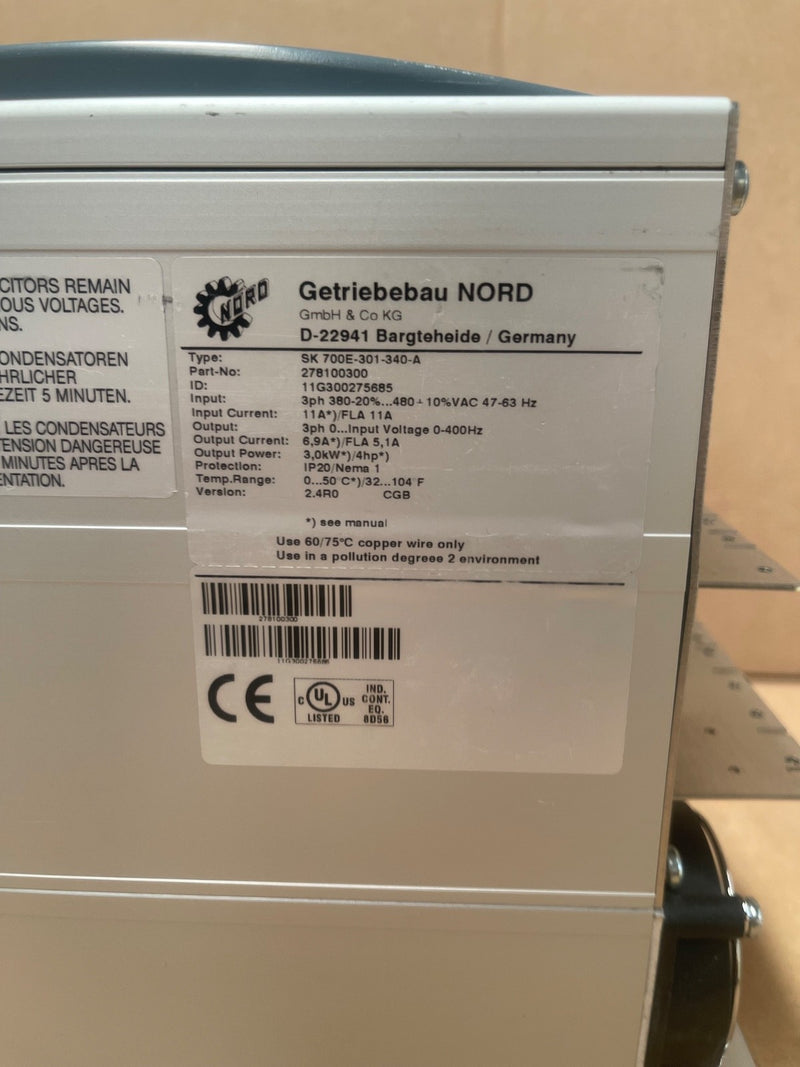 CITORS REMAIN
OUS VOLTAGES.
NS.
ONDENSATOREN
HRLICHER
EZEIT 5 MINUTEN.
LES CONDENSATEURS
TENSION DANGEREUSE
MINUTES APRES LA
ENTATION.
NORD
Getriebebau NORD
GmbH & Co KG
D-22941 Bargteheide / Germany
Type: SK 700E-301-340-A
Part-No: 278100300
ID: 11G300275685
Input: 3ph 380-20%...480+10%VAC 47-63 Hz
Input Current: 11A*)/FLA 11A
Output: 3ph 0...Input Voltage 0-400Hz
Output Current: 6,9A*)/FLA 5,1A
Output Power: 3,0kW*)/4hp*)
Protection: IP20/Nema 1
Temp.Range: 0...50°C*)/32...104°F
Version: 2.4R0 CGB
*) see manual
Use 60/75°C copper wire only
Use in a pollution degreee 2 environment
278100300
11G300275685
CE
C UL US
LISTED
IND.
CONT.
EQ.
8D56